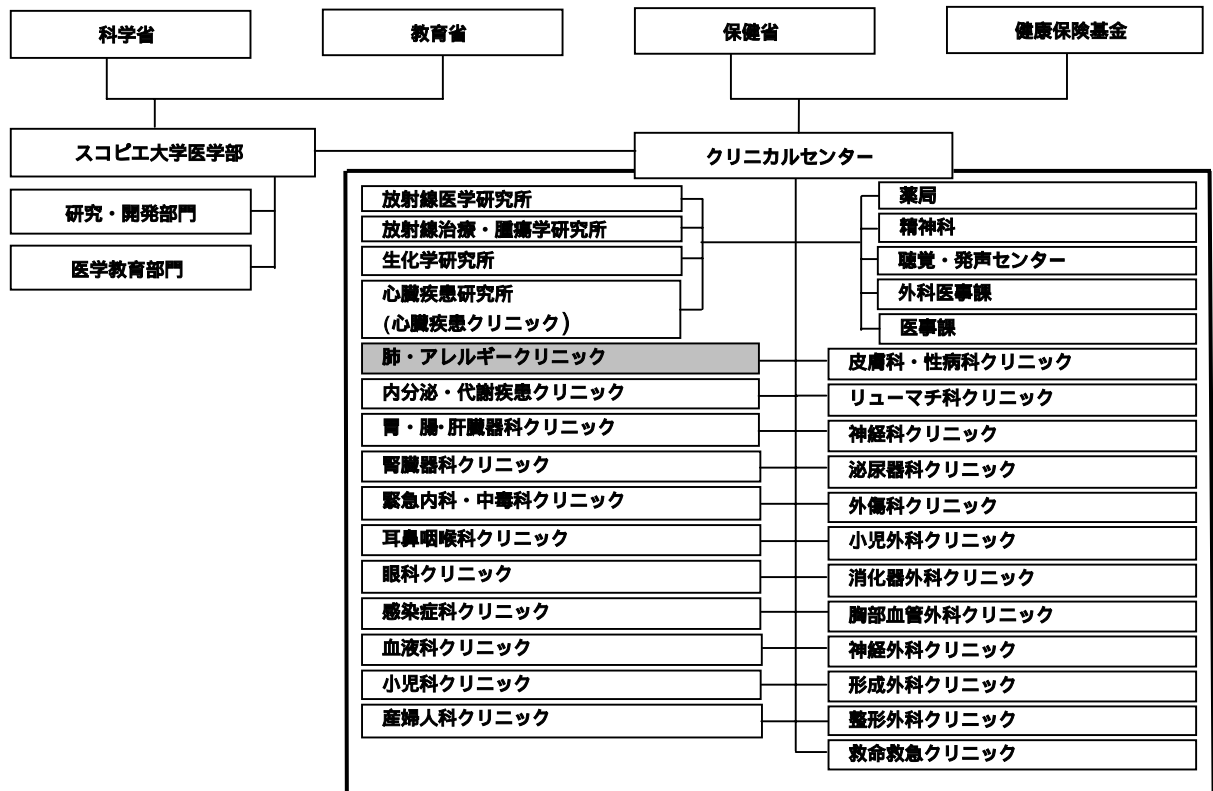 科学省
教育省
保健省
健康保険基金
スコピエ大学医学部
クリニカルセンター
研究・開発部門
医学教育部門
放射線医学研究所
放射線治療・腫瘍学研究所
生化学研究所
心臓疾患研究所
(心臓疾患クリニック)
薬局
精神科
聴覚・発声センター
外科医事課
医事課
肺・アレルギークリニック
内分泌・代謝疾患クリニック
胃・腸・肝臓器科クリニック
腎臓器科クリニック
緊急内科・中毒科クリニック
耳鼻咽喉科クリニック
眼科クリニック
感染症科クリニック
血液科クリニック
小児科クリニック
産婦人科クリニック
皮膚科・性病科クリニック
リューマチ科クリニック
神経科クリニック
泌尿器科クリニック
外傷科クリニック
小児外科クリニック
消化器外科クリニック
胸部血管外科クリニック
神経外科クリニック
形成外科クリニック
整形外科クリニック
救命救急クリニック